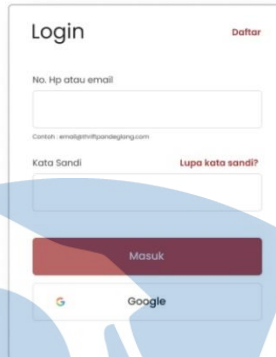 Login
Daftar
No. Hp atau email
Contoh : email@thriftpandeglang.com
Kata Sandi
Lupa kata sandi?
Masuk
Google